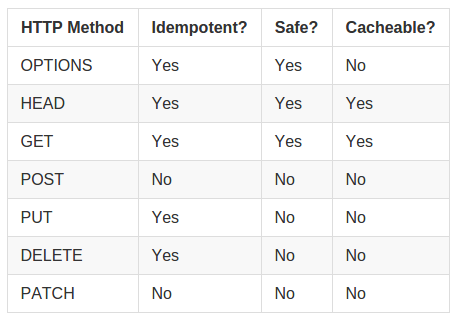 HTTP Method Idempotent? Safe? Cacheable?
OPTIONS Yes Yes No
HEAD Yes Yes Yes
GET Yes Yes Yes
POST No No No
PUT Yes No No
DELETE Yes No No
PATCH No No No